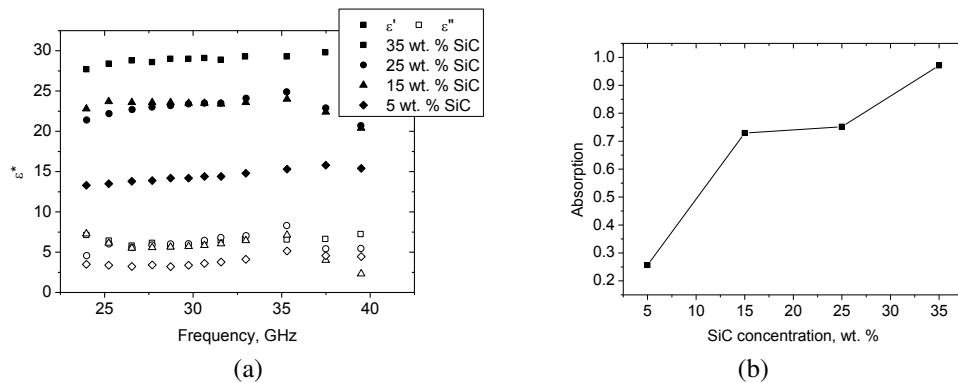 ε' ε"
35 wt. % SiC
25 wt. % SiC
15 wt. % SiC
5 wt. % SiC
30
25
20
15
10
5
0
ε*
25 30 35 40
Frequency, GHz
(a)
1.0
0.9
0.8
0.7
0.6
0.5
0.4
0.3
0.2
Absorption
5 10 15 20 25 30 35
SiC concentration, wt. %
(b)